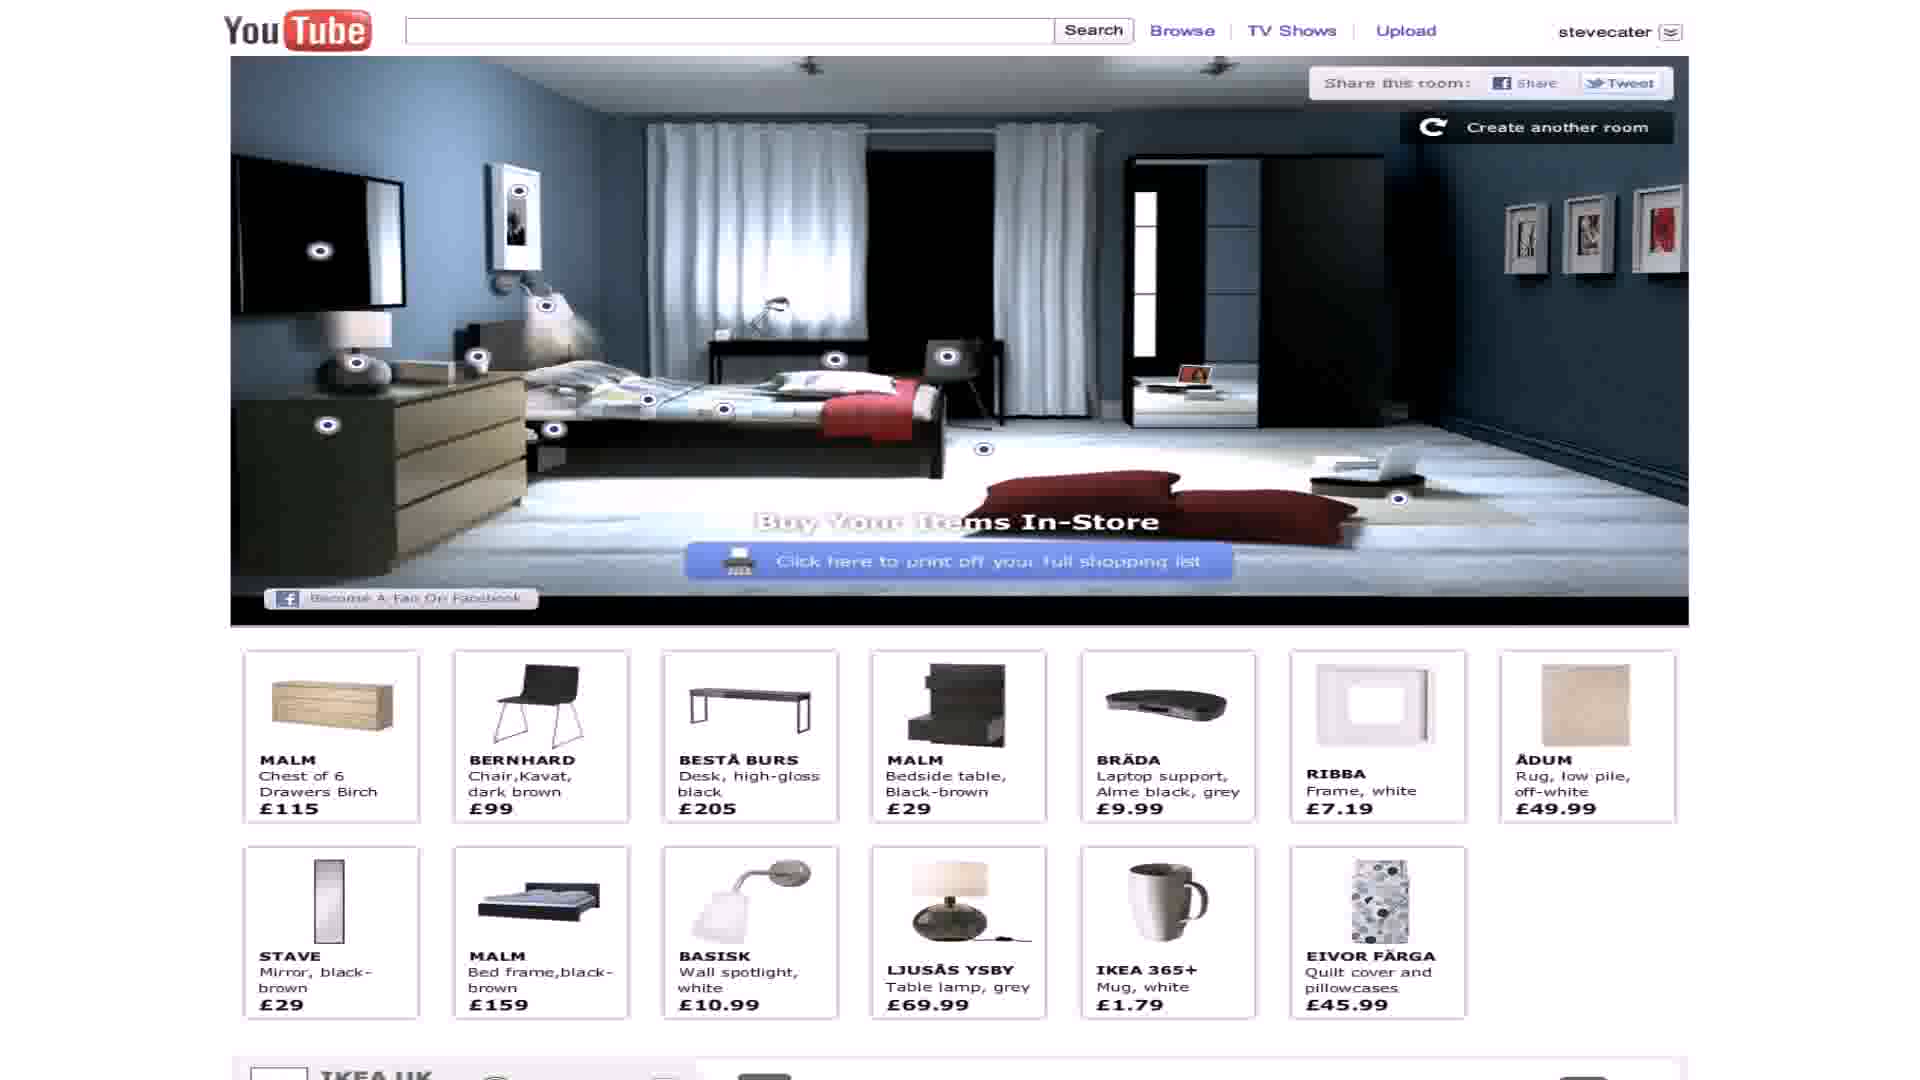 YouTube
Search
Browse
TV Shows
Upload
stevecater
Share this room:
Share
Tweet
Create another room
Buy Your Items In-Store
Click here to print off your full shopping list
Become A Fan On Facebook
MALM
Chest of 6
Drawers Birch
£115
BERNHARD
Chair,Kavat,
dark brown
£99
BESTÅ BURS
Desk, high-gloss
black
£205
MALM
Bedside table,
Black-brown
£29
BRÄDA
Laptop support,
Alme black, grey
£9.99
RIBBA
Frame, white
£7.19
ÅDUM
Rug, low pile,
off-white
£49.99
STAVE
Mirror, black-
brown
£29
MALM
Bed frame,black-
brown
£159
BASISK
Wall spotlight,
white
£10.99
LJUSÅS YSBY
Table lamp, grey
£69.99
IKEA 365+
Mug, white
£1.79
EIVOR FÄRGA
Quilt cover and
pillowcases
£45.99
IKEA UK